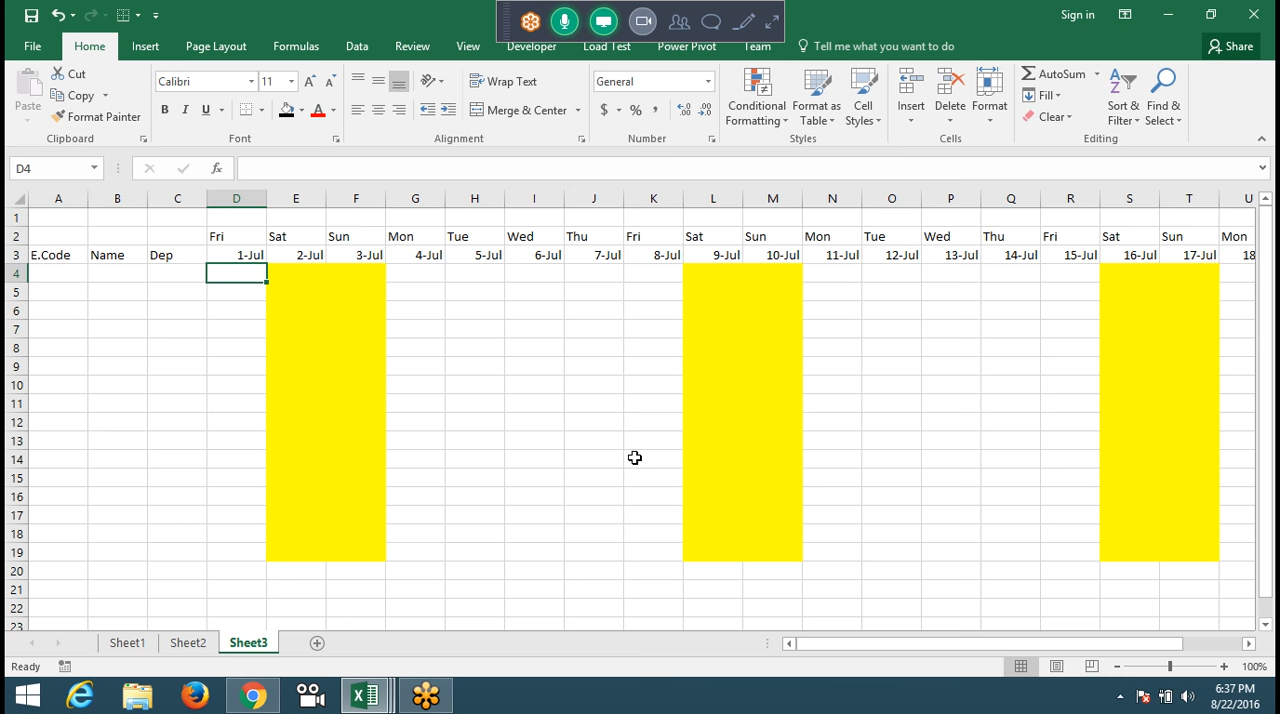 Sign in
File Home Insert Page Layout Formulas Data Review View Developer Load Test Power Pivot Team Tell me what you want to do Share
Paste Cut Copy Format Painter Clipboard
Calibri 11 B I U A Font
Wrap Text Merge & Center Alignment
General $ % , Number
Conditional Formatting Format as Table Cell Styles Styles
Insert Delete Format Cells
AutoSum Fill Clear Sort & Filter Find & Select Editing
D4 fx
A B C D E F G H I J K L M N O P Q R S T U
1
2 Fri Sat Sun Mon Tue Wed Thu Fri Sat Sun Mon Tue Wed Thu Fri Sat Sun Mon
3 E.Code Name Dep 1-Jul 2-Jul 3-Jul 4-Jul 5-Jul 6-Jul 7-Jul 8-Jul 9-Jul 10-Jul 11-Jul 12-Jul 13-Jul 14-Jul 15-Jul 16-Jul 17-Jul 18
4
5
6
7
8
9
10
11
12
13
14
15
16
17
18
19
20
21
22
23
Sheet1 Sheet2 Sheet3
Ready 100%
6:37 PM
8/22/2016